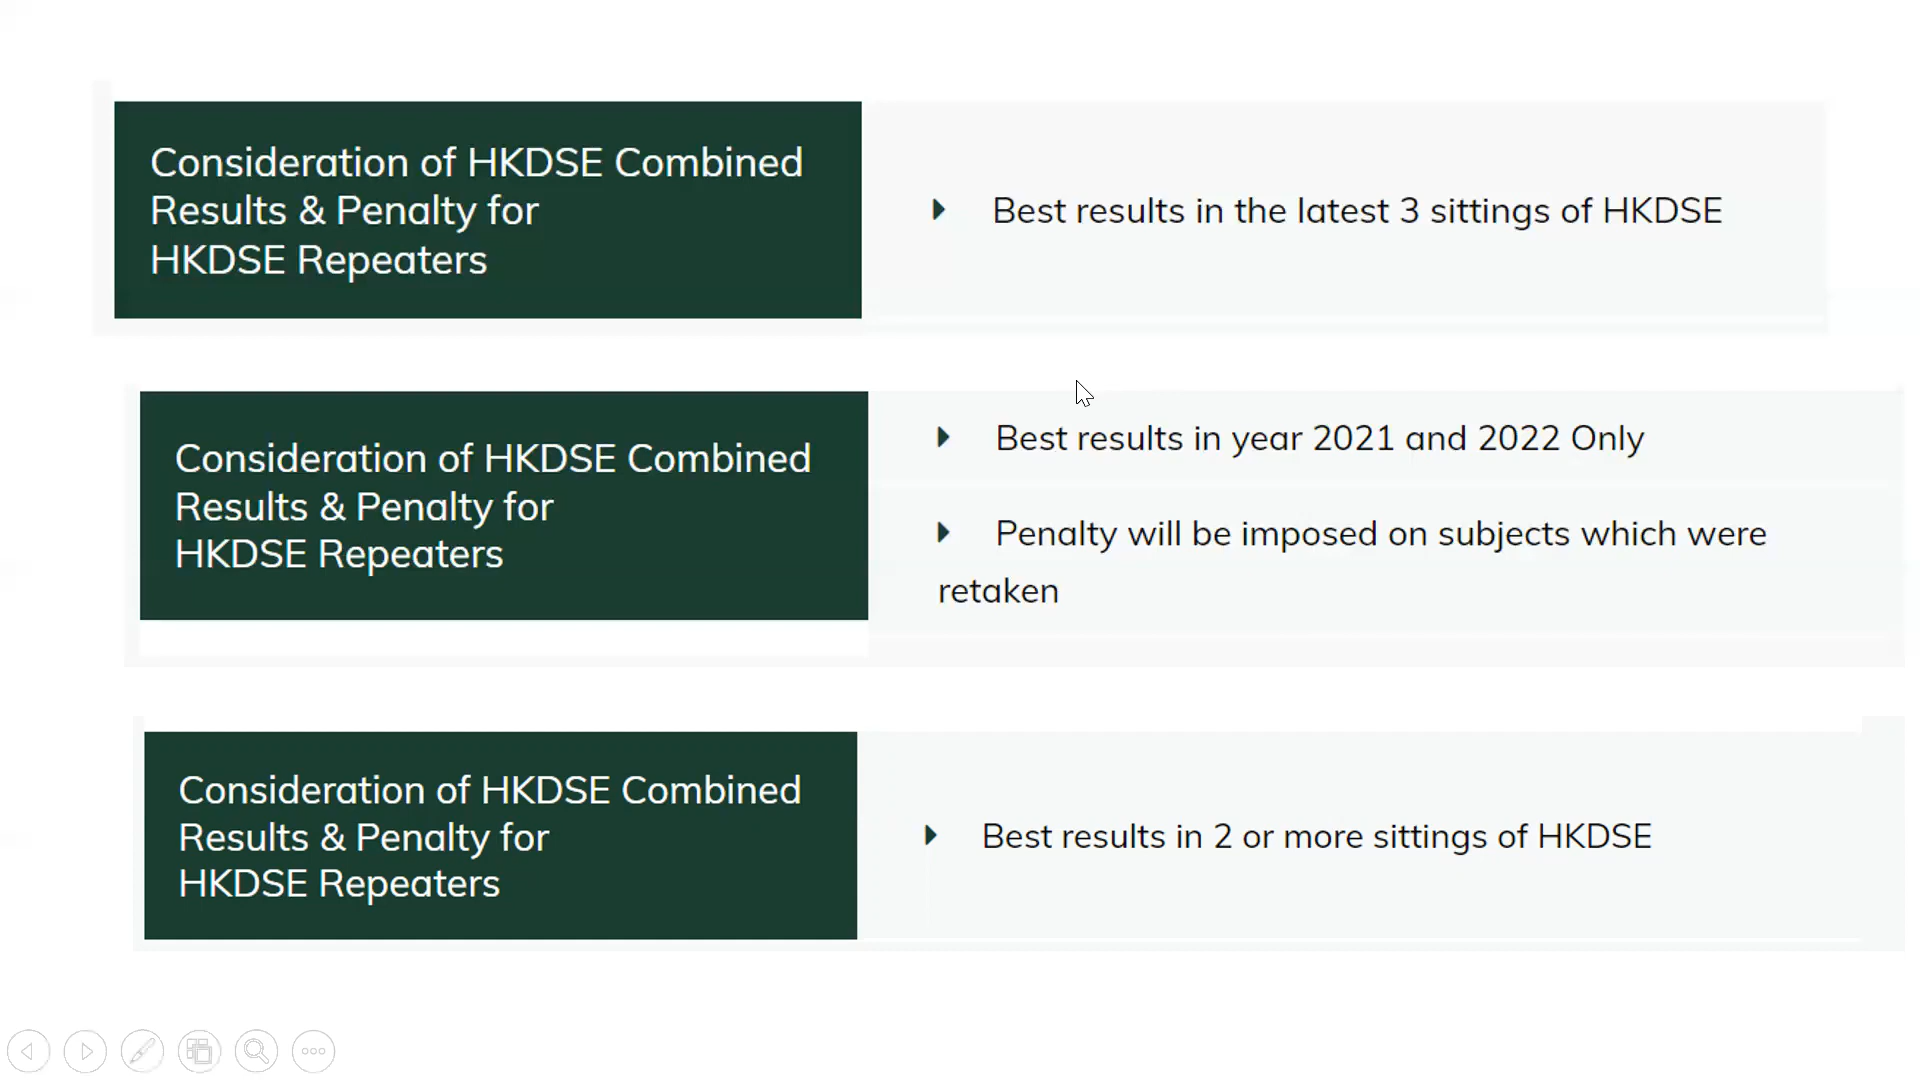 Consideration of HKDSE Combined
Results & Penalty for
HKDSE Repeaters
Best results in the latest 3 sittings of HKDSE
Consideration of HKDSE Combined
Results & Penalty for
HKDSE Repeaters
Best results in year 2021 and 2022 Only
Penalty will be imposed on subjects which were
retaken
Consideration of HKDSE Combined
Results & Penalty for
HKDSE Repeaters
Best results in 2 or more sittings of HKDSE